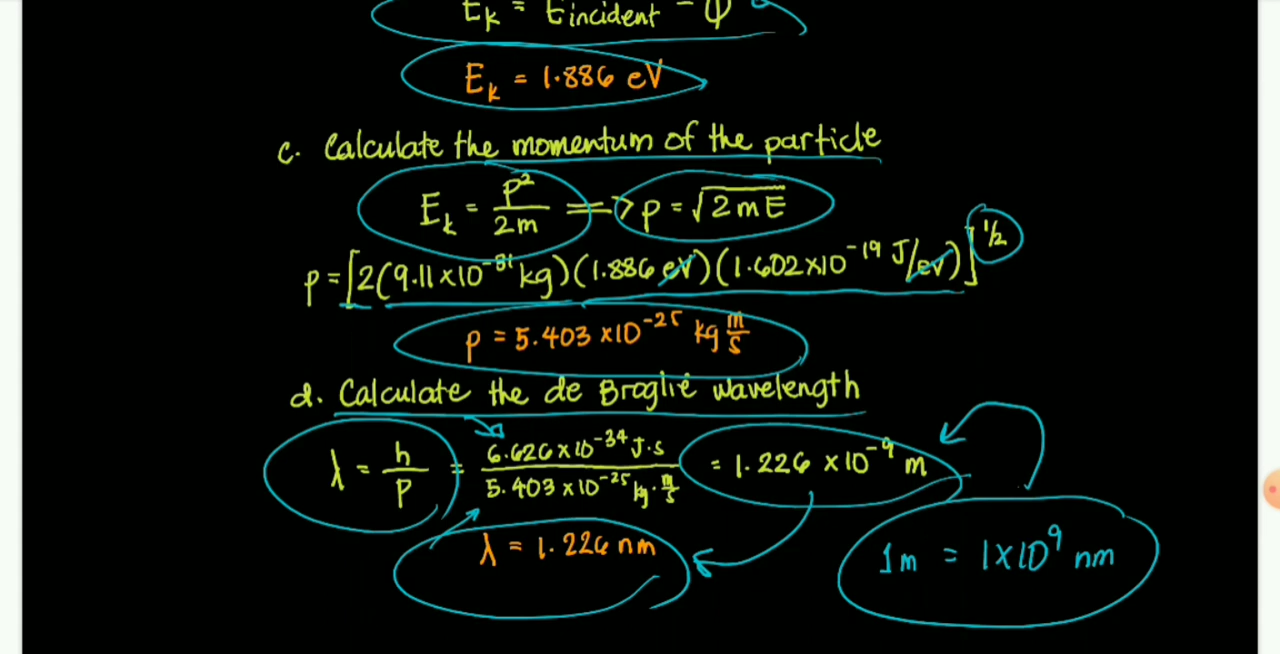 Eₖ = Eincident - φ
Eₖ = 1.886 eV
c. Calculate the momentum of the particle
Eₖ = p²/2m => p = √2mE
p = [2(9.11×10⁻³¹ kg)(1.886 eV)(1.602×10⁻¹⁹ J/eV)]^½
p = 5.403 ×10⁻²⁵ kg m/s
d. Calculate the de Broglie wavelength
λ = h/p = 6.626×10⁻³⁴ J·s / 5.403×10⁻²⁵ kg·m/s = 1.226 ×10⁻⁹ m
λ = 1.226 nm
1m = 1×10⁹ nm